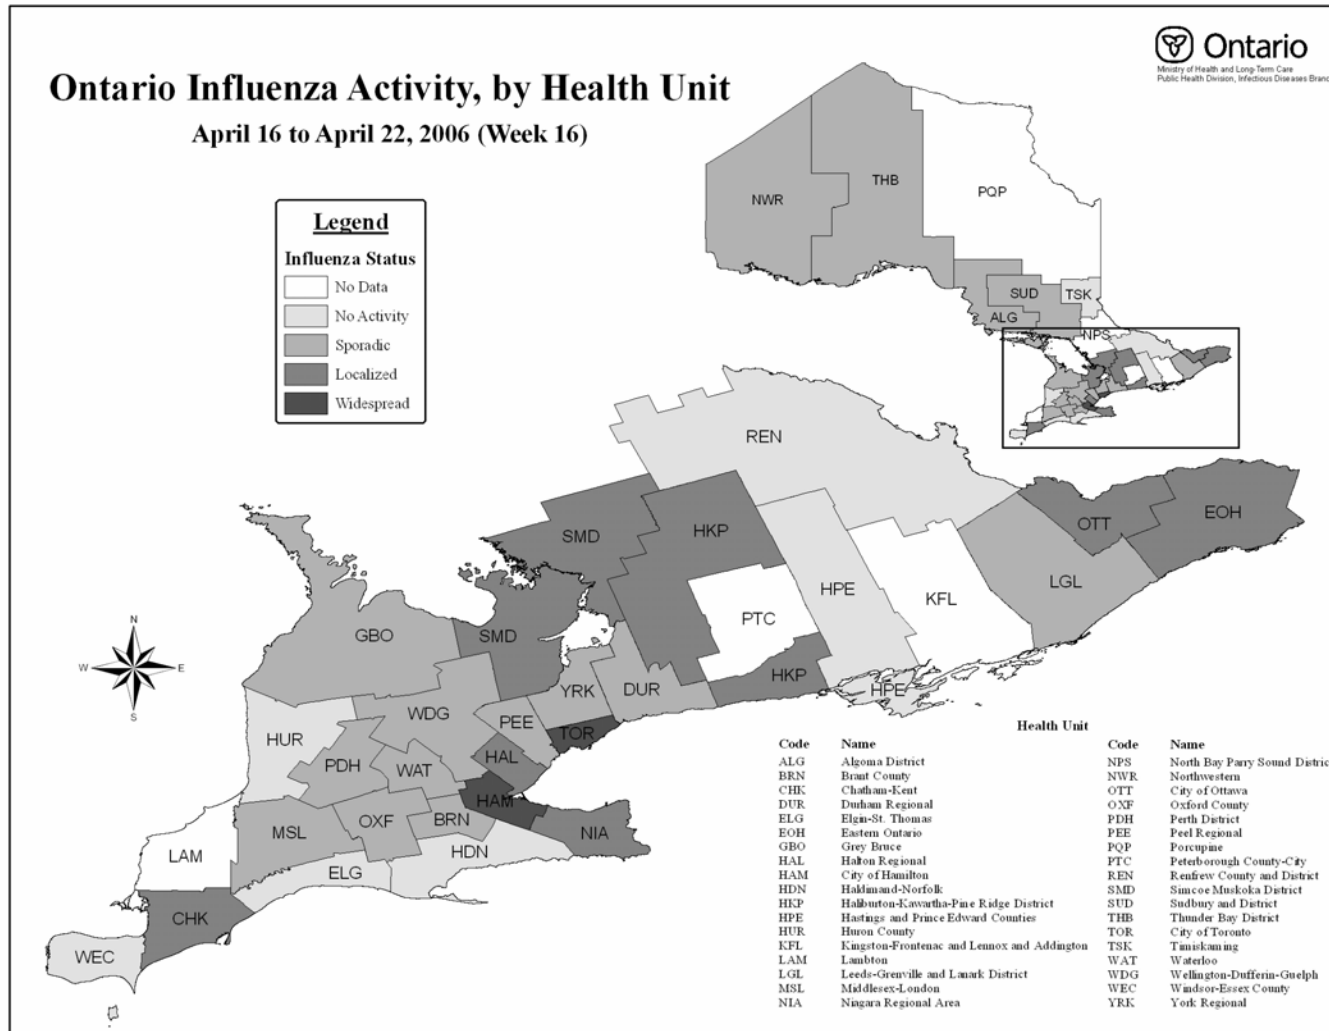 Ontario
Ministry of Health and Long-Term Care
Public Health Division, Infectious Diseases Branc
Ontario Influenza Activity, by Health Unit
April 16 to April 22, 2006 (Week 16)
Legend
Influenza Status
No Data
No Activity
Sporadic
Localized
Widespread
NWR
THB
PQP
SUD
TSK
ALG
NPS
REN
SMD
HKP
OTT
EOH
HPE
KFL
LGL
PTC
GBO
SMD
HKP
HPE
YRK
DUR
WDG
PEE
TOR
HUR
PDH
WAT
HAL
HAM
MSL
OXF
BRN
NIA
LAM
ELG
HDN
CHK
WEC
N
W E
S
Health Unit
Code Name Code Name
ALG Algoma District NPS North Bay Parry Sound Distric
BRN Brant County NWR Northwestern
CHK Chatham-Kent OTT City of Ottawa
DUR Durham Regional OXF Oxford County
ELG Elgin-St. Thomas PDH Perth District
EOH Eastern Ontario PEE Peel Regional
GBO Grey Bruce PQP Porcupine
HAL Halton Regional PTC Peterborough County-City
HAM City of Hamilton REN Renfrew County and District
HDN Haldimand-Norfolk SMD Simcoe Muskoka District
HKP Haliburton-Kawartha-Pine Ridge District SUD Sudbury and District
HPE Hastings and Prince Edward Counties THB Thunder Bay District
HUR Huron County TOR City of Toronto
KFL Kingston-Frontenac and Lennox and Addington TSK Timiskaming
LAM Lambton WAT Waterloo
LGL Leeds-Grenville and Lanark District WDG Wellington-Dufferin-Guelph
MSL Middlesex-London WEC Windsor-Essex County
NIA Niagara Regional Area YRK York Regional